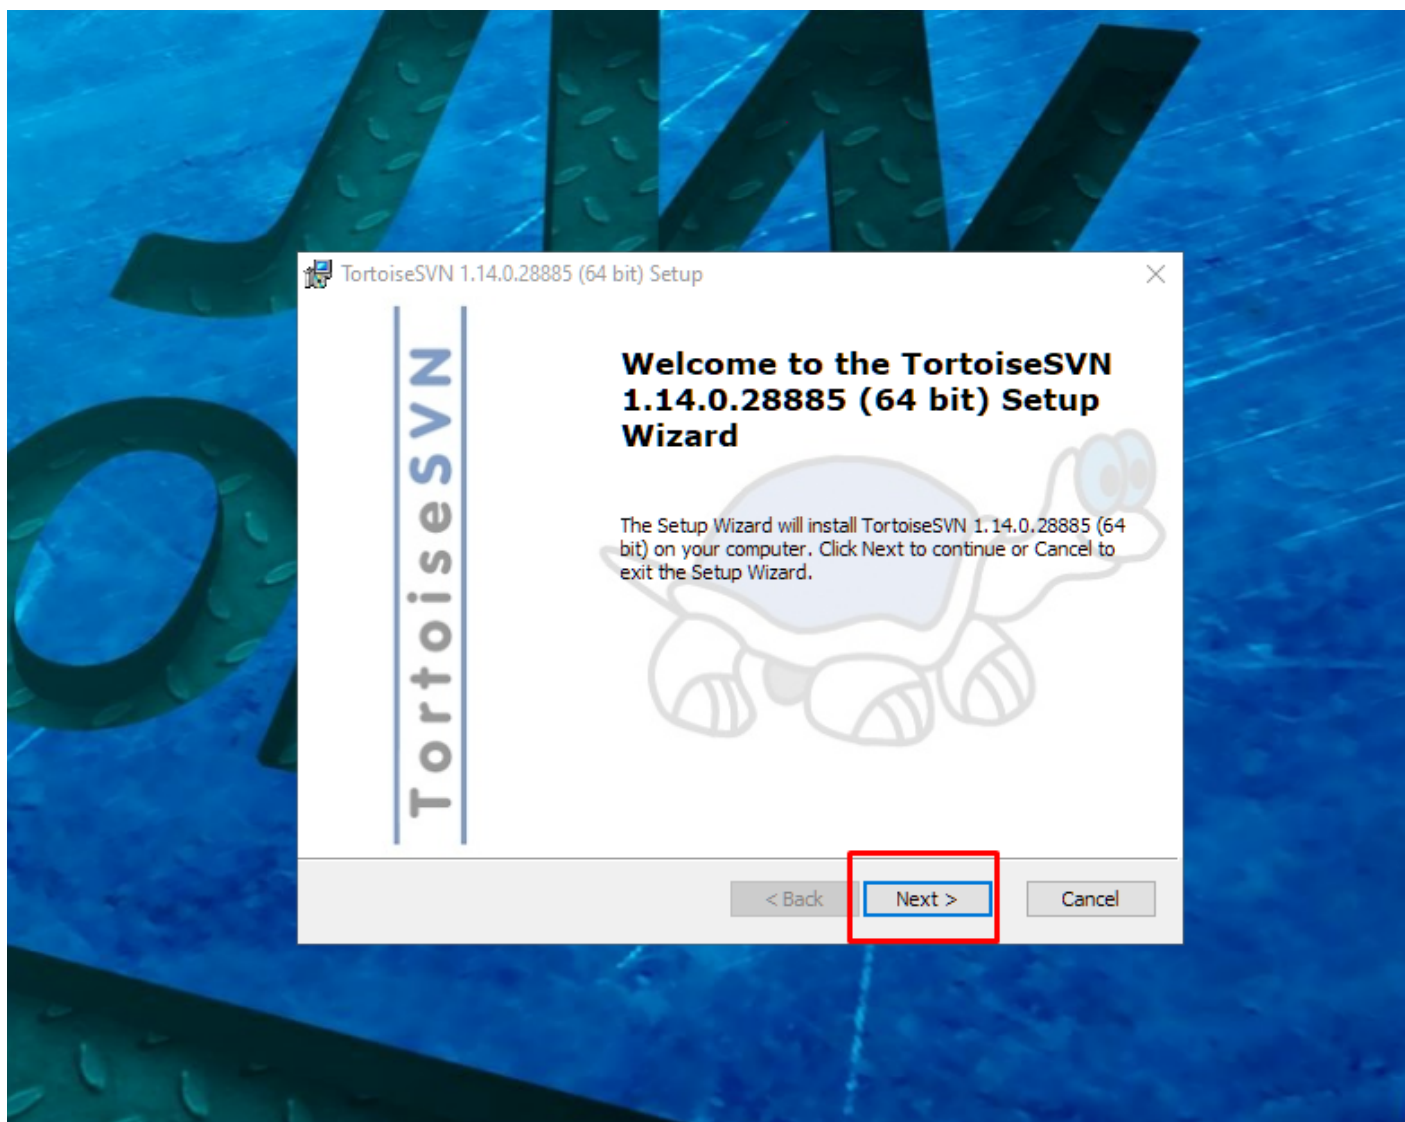 TortoiseSVN 1.14.0.28885 (64 bit) Setup
TortoiseSVN
Welcome to the TortoiseSVN
1.14.0.28885 (64 bit) Setup
Wizard
The Setup Wizard will install TortoiseSVN 1.14.0.28885 (64
bit) on your computer. Click Next to continue or Cancel to
exit the Setup Wizard.
< Back
Next >
Cancel